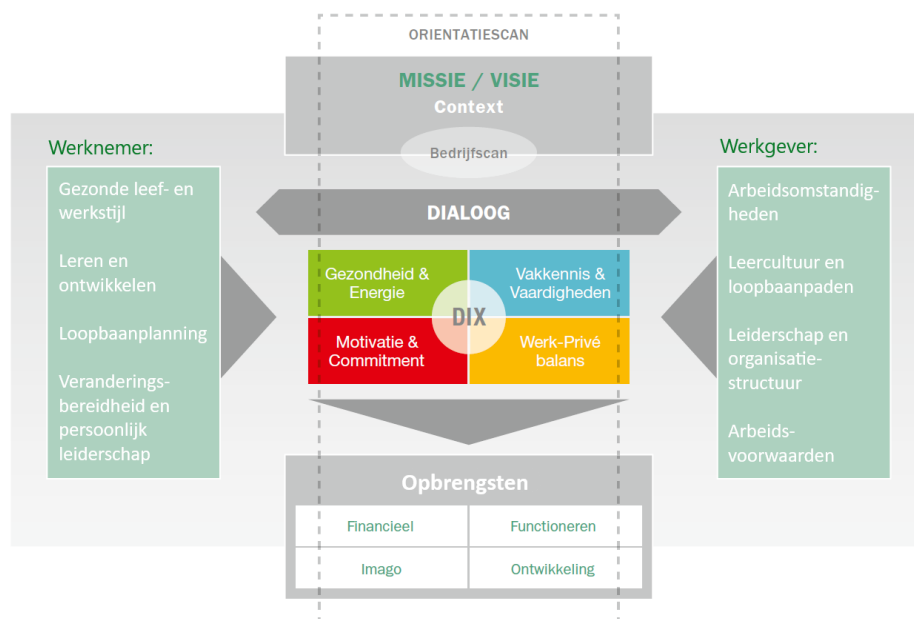 ORIENTATIESCAN
MISSIE / VISIE
Context
Bedrijfscan
Werknemer:
Gezonde leef- en
werkstijl
Leren en
ontwikkelen
Loopbaanplanning
Veranderings-
bereidheid en
persoonlijk
leiderschap
DIALOOG
Gezondheid &
Energie
Vakkennis &
Vaardigheden
DIX
Motivatie &
Commitment
Werk-Privé
balans
Werkgever:
Arbeidsomstandig-
heden
Leercultuur en
loopbaanpaden
Leiderschap en
organisatie-
structuur
Arbeids-
voorwaarden
Opbrengsten
Financieel
Functioneren
Imago
Ontwikkeling